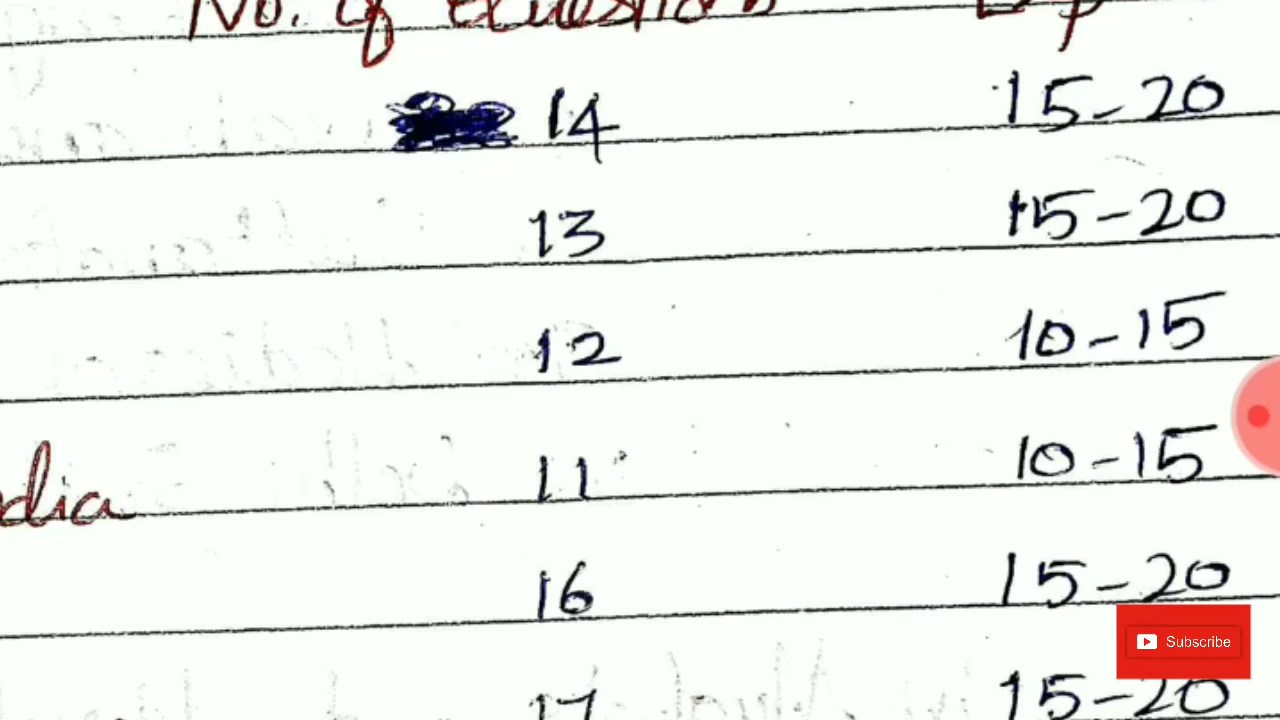 No. of Questions
14 15-20
13 15-20
12 10-15
11 10-15
dia
16 15-20
Subscribe
17 15-20